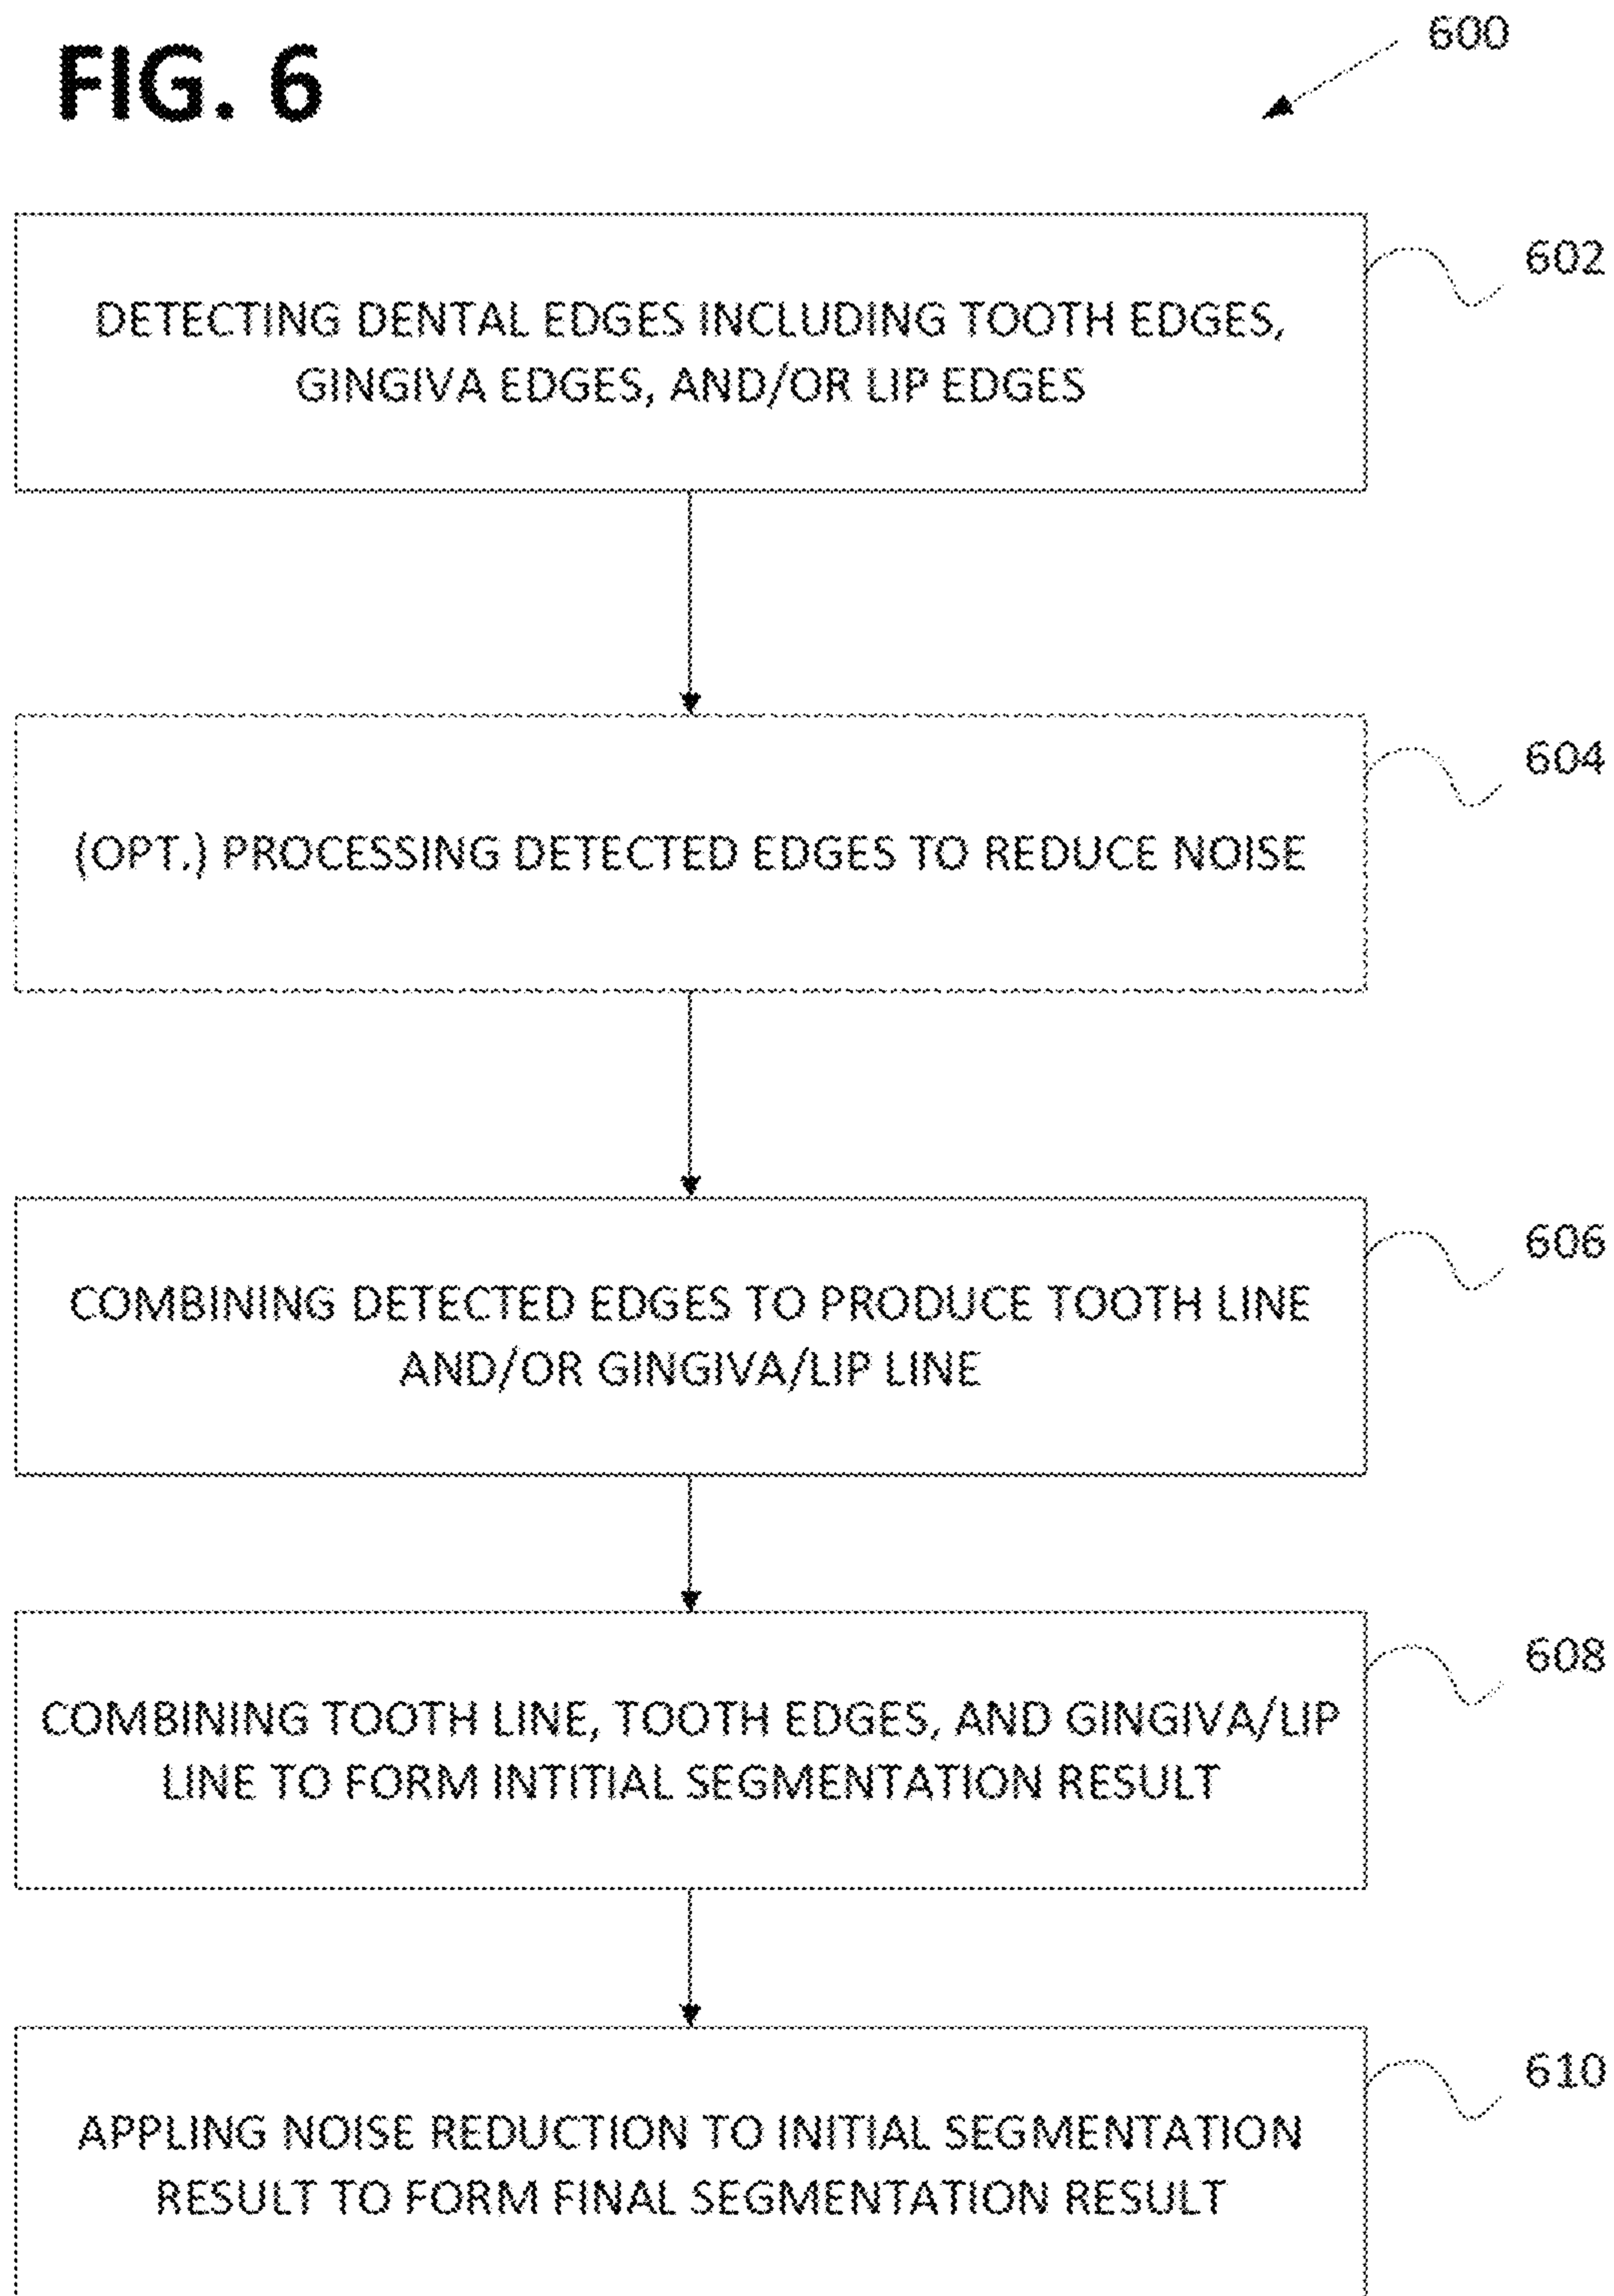 FIG. 6
600
602
DETECTING DENTAL EDGES INCLUDING TOOTH EDGES,
GINGIVA EDGES, AND/OR LIP EDGES
604
(OPT.) PROCESSING DETECTED EDGES TO REDUCE NOISE
606
COMBINING DETECTED EDGES TO PRODUCE TOOTH LINE
AND/OR GINGIVA/LIP LINE
608
COMBINING TOOTH LINE, TOOTH EDGES, AND GINGIVA/LIP
LINE TO FORM INTITIAL SEGMENTATION RESULT
610
APPLING NOISE REDUCTION TO INITIAL SEGMENTATION
RESULT TO FORM FINAL SEGMENTATION RESULT